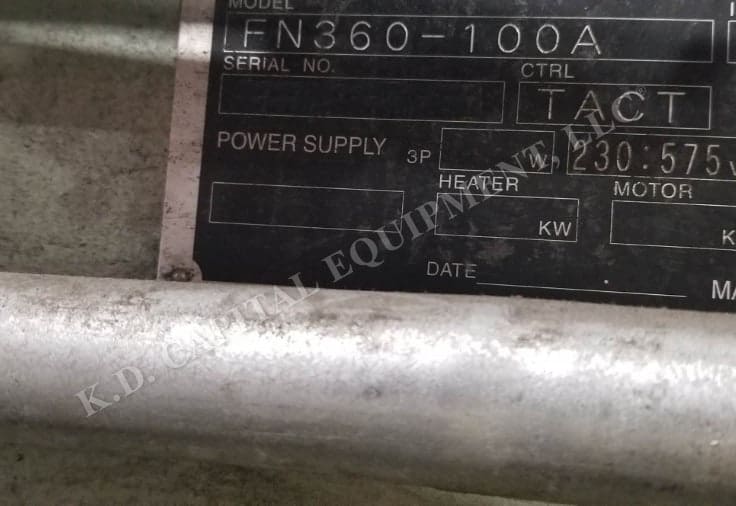 MODEL
FN360-100A
SERIAL NO.
CTRL
TACT
POWER SUPPLY 3P W 230:575 V
HEATER
MOTOR
KW
K
DATE
MA
K.D. CAPITAL EQUIPMENT, LLC